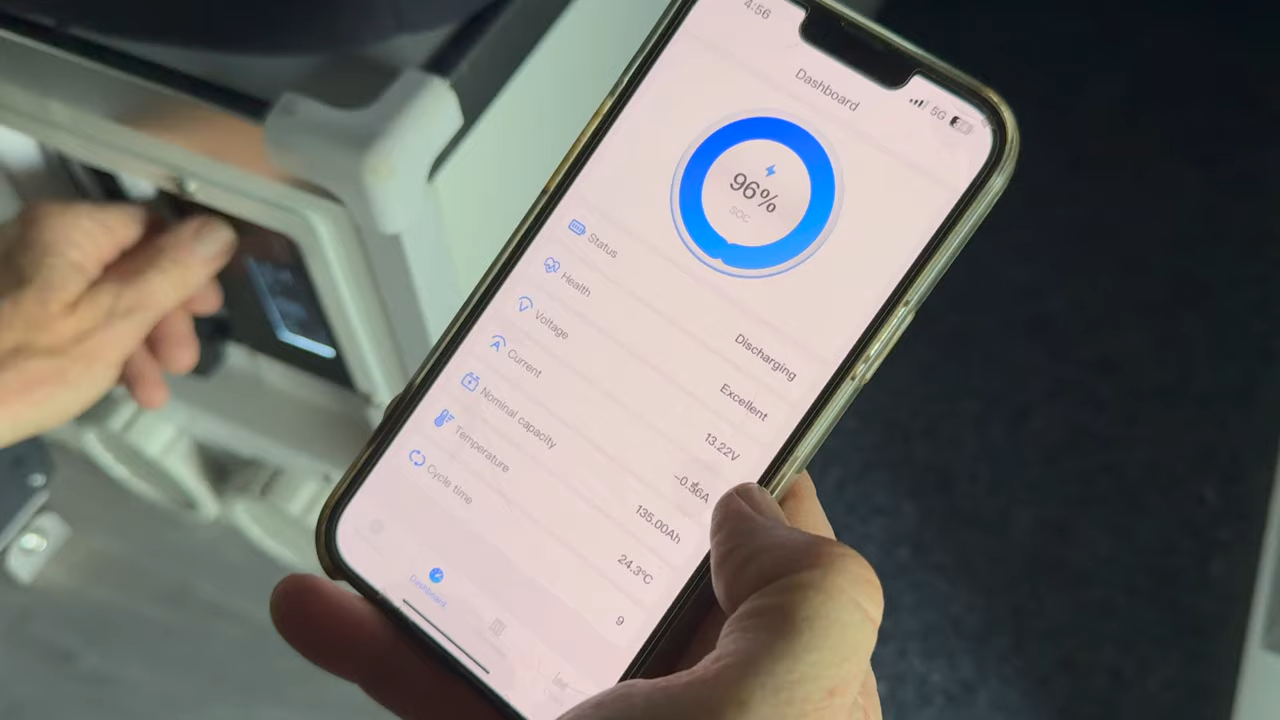 4:56
5G
Dashboard
96%
SOC
Status
Discharging
Health
Excellent
Voltage
13.22V
Current
-0.56A
Nominal capacity
135.00Ah
Temperature
24.3°C
Cycle time
9
Dashboard